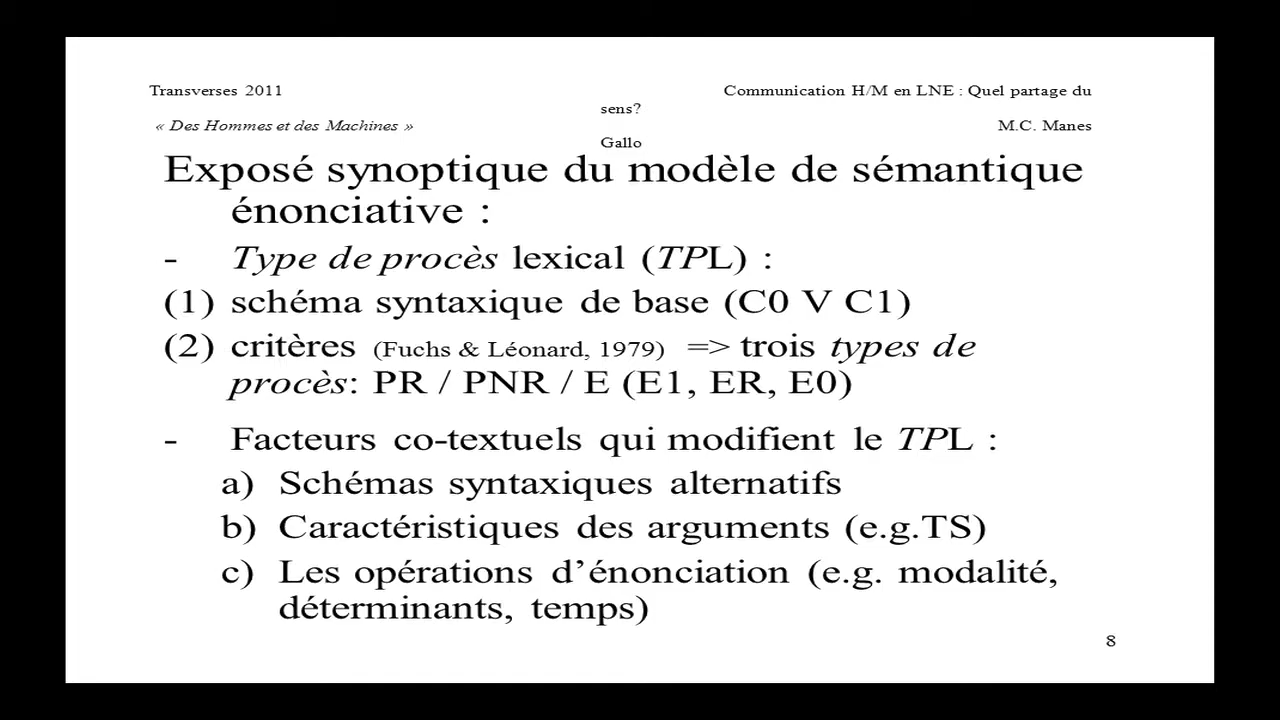 Transverses 2011 Communication H/M en LNE : Quel partage du
sens?
« Des Hommes et des Machines » M.C. Manes
Gallo
Exposé synoptique du modèle de sémantique
énonciative :
- Type de procès lexical (TPL) :
(1) schéma syntaxique de base (C0 V C1)
(2) critères (Fuchs & Léonard, 1979) => trois types de
procès: PR / PNR / E (E1, ER, E0)
- Facteurs co-textuels qui modifient le TPL :
a) Schémas syntaxiques alternatifs
b) Caractéristiques des arguments (e.g.TS)
c) Les opérations d’énonciation (e.g. modalité,
déterminants, temps)
8